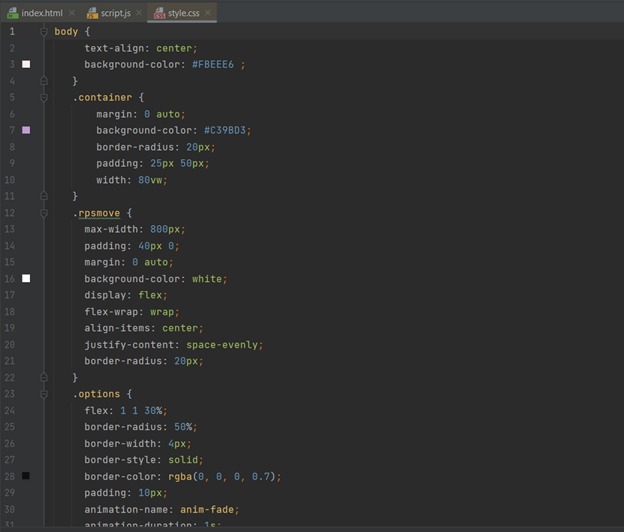 index.html
script.js
style.css
1 body {
2 text-align: center;
3 background-color: #FBEEE6 ;
4 }
5 .container {
6 margin: 0 auto;
7 background-color: #C39BD3;
8 border-radius: 20px;
9 padding: 25px 50px;
10 width: 80vw;
11 }
12 .rpsmove {
13 max-width: 800px;
14 padding: 40px 0;
15 margin: 0 auto;
16 background-color: white;
17 display: flex;
18 flex-wrap: wrap;
19 align-items: center;
20 justify-content: space-evenly;
21 border-radius: 20px;
22 }
23 .options {
24 flex: 1 1 30%;
25 border-radius: 50%;
26 border-width: 4px;
27 border-style: solid;
28 border-color: rgba(0, 0, 0, 0.7);
29 padding: 10px;
30 animation-name: anim-fade;
31 animation-duration: 1s;